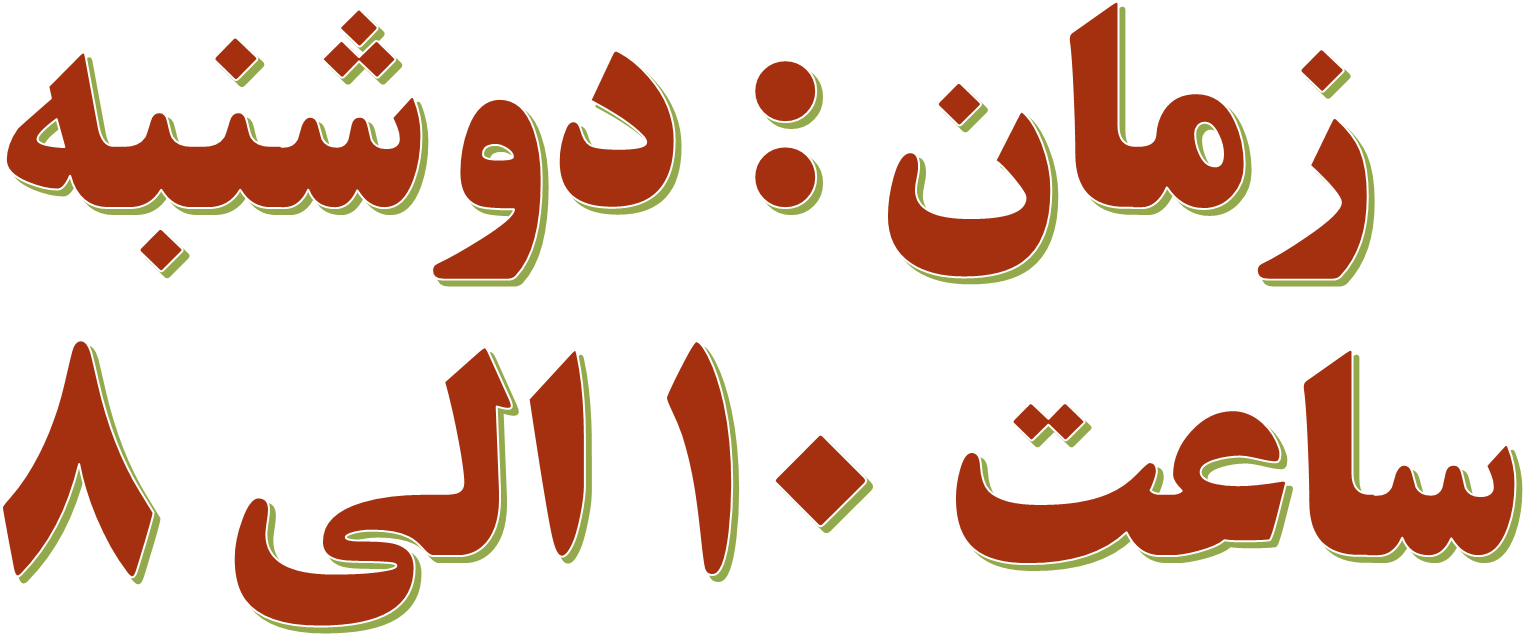 زمان : دوشنبه
ساعت ۱۰ الی ۸